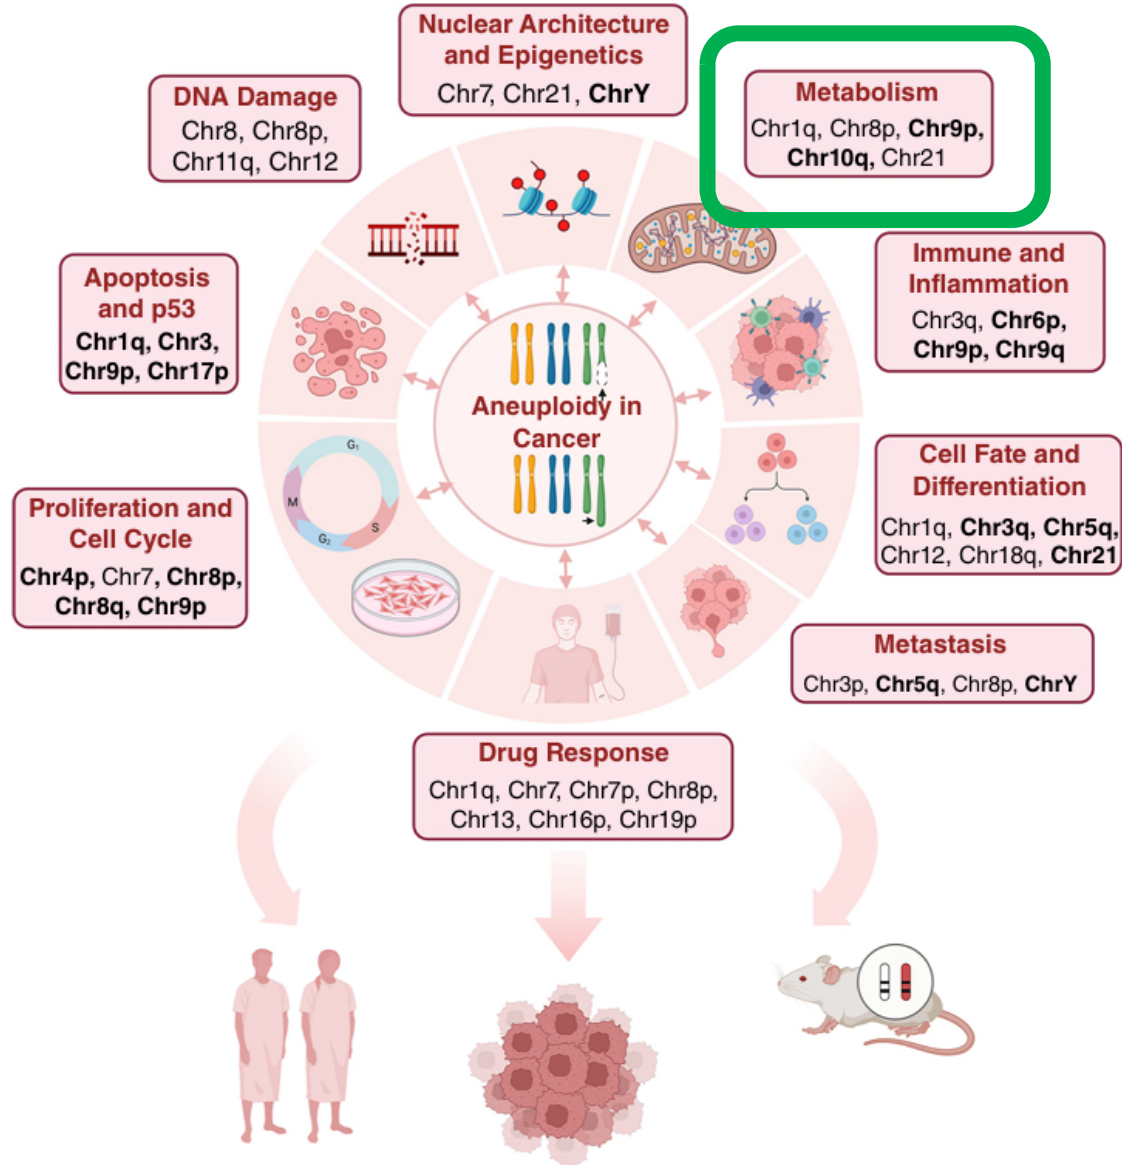 Nuclear Architecture
and Epigenetics
Chr7, Chr21, ChrY
DNA Damage
Chr8, Chr8p,
Chr11q, Chr12
Metabolism
Chr1q, Chr8p, Chr9p,
Chr10q, Chr21
Apoptosis
and p53
Chr1q, Chr3,
Chr9p, Chr17p
Immune and
Inflammation
Chr3q, Chr6p,
Chr9p, Chr9q
Aneuploidy in
Cancer
G1
S
G2
M
Proliferation and
Cell Cycle
Chr4p, Chr7, Chr8p,
Chr8q, Chr9p
Cell Fate and
Differentiation
Chr1q, Chr3q, Chr5q,
Chr12, Chr18q, Chr21
Metastasis
Chr3p, Chr5q, Chr8p, ChrY
Drug Response
Chr1q, Chr7, Chr7p, Chr8p,
Chr13, Chr16p, Chr19p